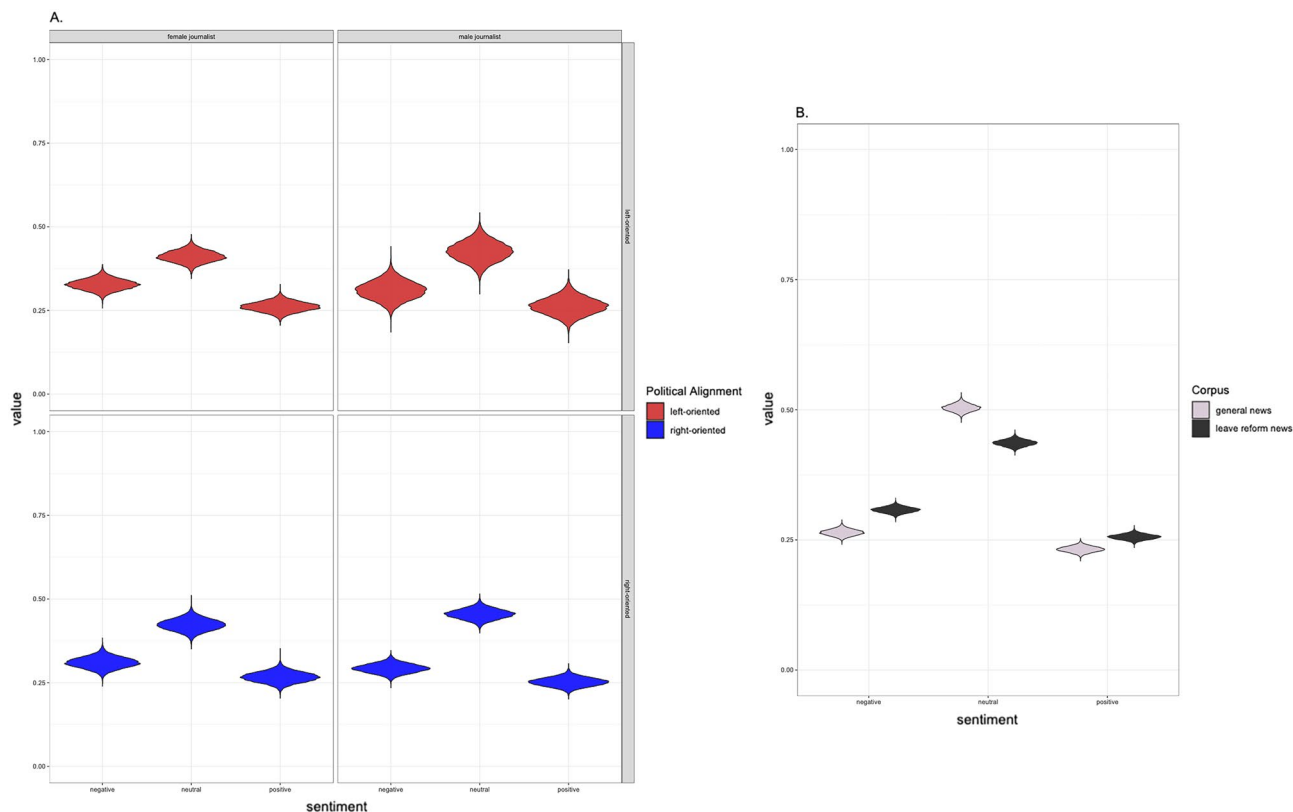 A.
female journalist
male journalist
1.00
0.75
0.50
0.25
0.00
left-oriented
value
1.00
0.75
0.50
0.25
0.00
right-oriented
negative
neutral
positive
negative
neutral
positive
sentiment
Political Alignment
left-oriented
right-oriented
B.
1.00
0.75
0.50
0.25
0.00
value
negative
neutral
positive
sentiment
Corpus
general news
leave reform news